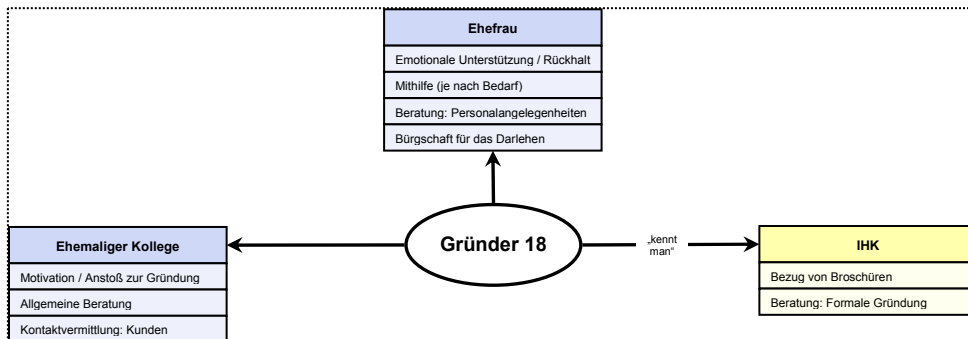 Ehefrau
Emotionale Unterstützung / Rückhalt
Mithilfe (je nach Bedarf)
Beratung: Personalangelegenheiten
Bürgschaft für das Darlehen
Gründer 18
„kennt
man“
Ehemaliger Kollege
Motivation / Anstoß zur Gründung
Allgemeine Beratung
Kontaktvermittlung: Kunden
IHK
Bezug von Broschüren
Beratung: Formale Gründung